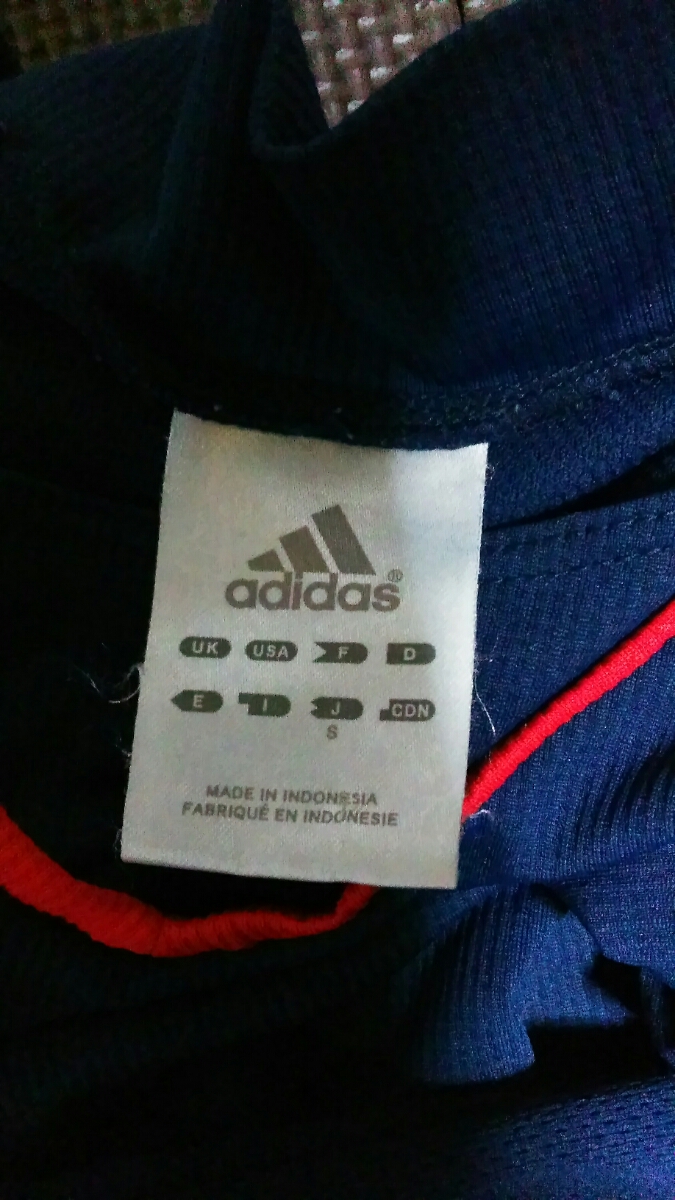 adidas®
UK USA F D
E I J CDN
S
MADE IN INDONESIA
FABRIQUÉ EN INDONESIE